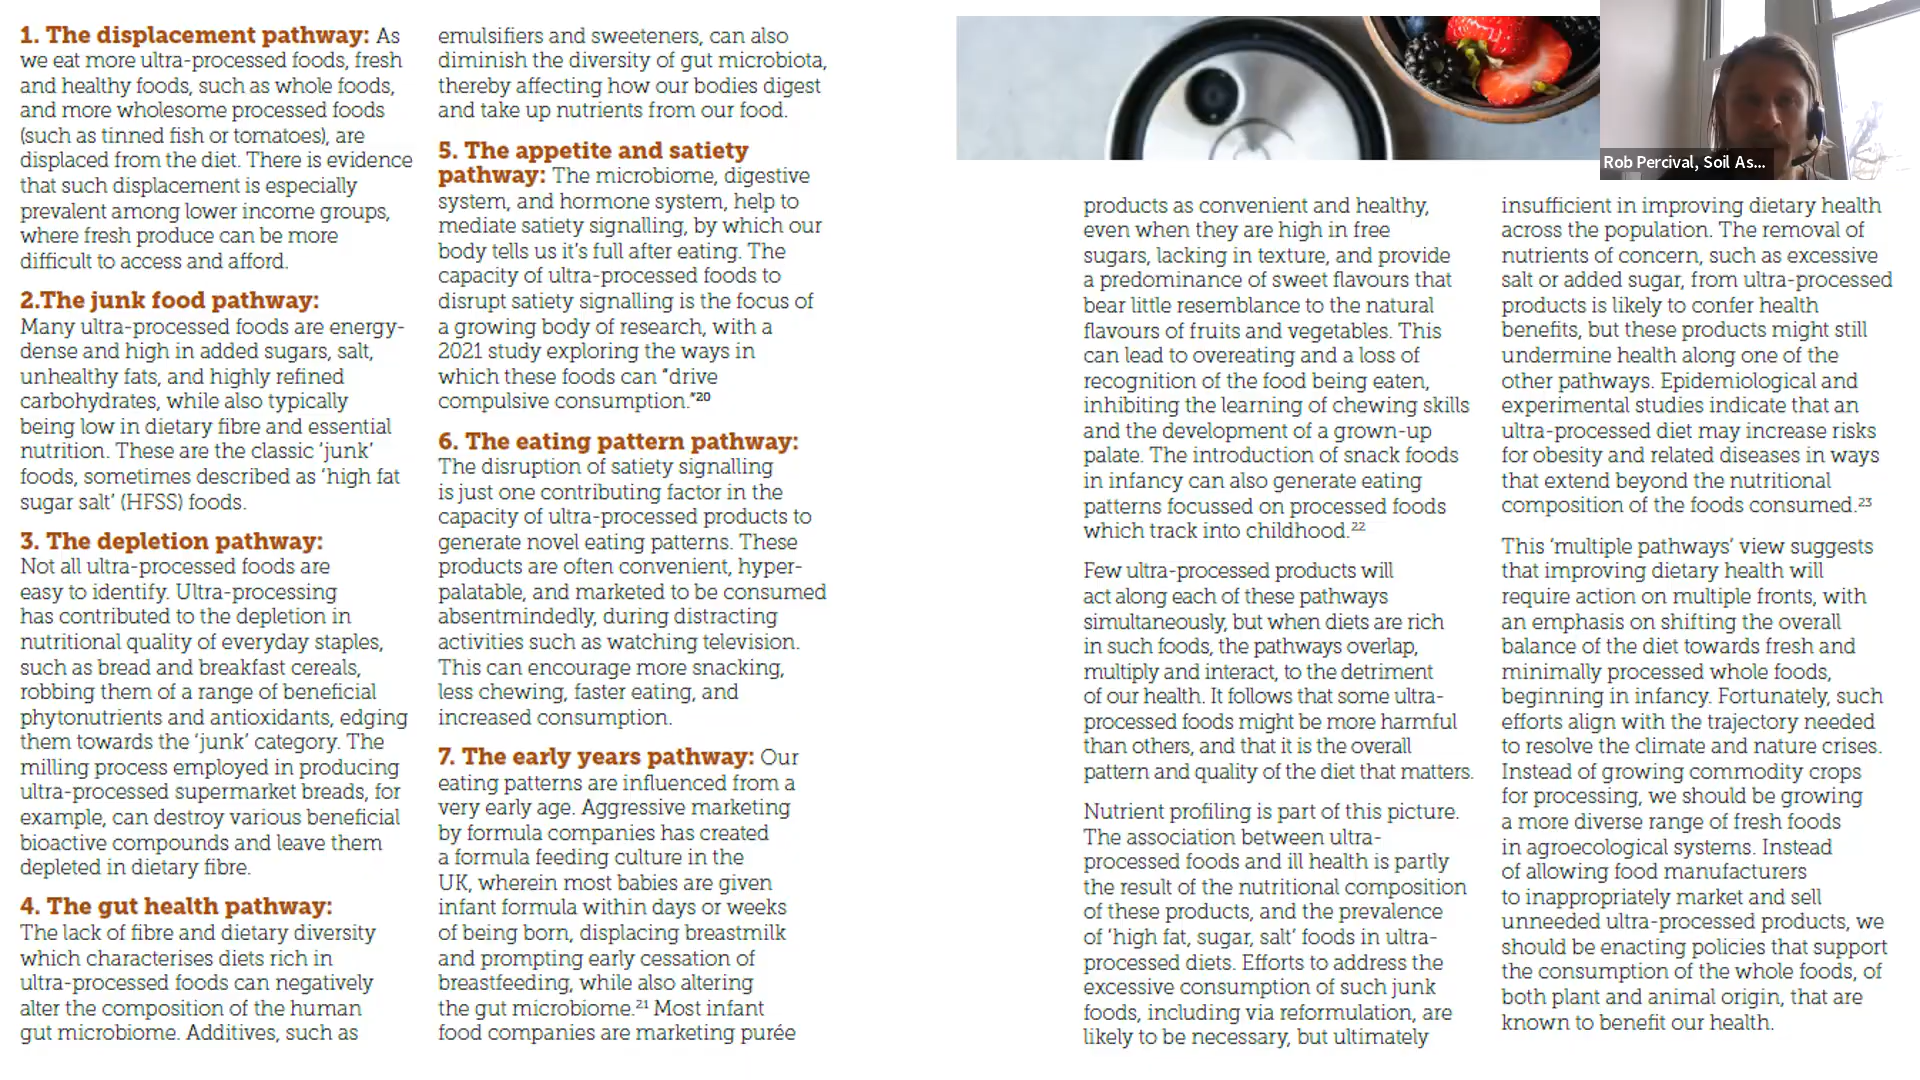 1. The displacement pathway: As
we eat more ultra-processed foods, fresh
and healthy foods, such as whole foods,
and more wholesome processed foods
(such as tinned fish or tomatoes), are
displaced from the diet. There is evidence
that such displacement is especially
prevalent among lower income groups,
where fresh produce can be more
difficult to access and afford.
2.The junk food pathway:
Many ultra-processed foods are energy-
dense and high in added sugars, salt,
unhealthy fats, and highly refined
carbohydrates, while also typically
being low in dietary fibre and essential
nutrition. These are the classic 'junk'
foods, sometimes described as 'high fat
sugar salt' (HFSS) foods.
3. The depletion pathway:
Not all ultra-processed foods are
easy to identify. Ultra-processing
has contributed to the depletion in
nutritional quality of everyday staples,
such as bread and breakfast cereals,
robbing them of a range of beneficial
phytonutrients and antioxidants, edging
them towards the 'junk' category. The
milling process employed in producing
ultra-processed supermarket breads, for
example, can destroy various beneficial
bioactive compounds and leave them
depleted in dietary fibre.
4. The gut health pathway:
The lack of fibre and dietary diversity
which characterises diets rich in
ultra-processed foods can negatively
alter the composition of the human
gut microbiome. Additives, such as
emulsifiers and sweeteners, can also
diminish the diversity of gut microbiota,
thereby affecting how our bodies digest
and take up nutrients from our food.
5. The appetite and satiety
pathway: The microbiome, digestive
system, and hormone system, help to
mediate satiety signalling, by which our
body tells us it's full after eating. The
capacity of ultra-processed foods to
disrupt satiety signalling is the focus of
a growing body of research, with a
2021 study exploring the ways in
which these foods can "drive
compulsive consumption."20
6. The eating pattern pathway:
The disruption of satiety signalling
is just one contributing factor in the
capacity of ultra-processed products to
generate novel eating patterns. These
products are often convenient, hyper-
palatable, and marketed to be consumed
absentmindedly, during distracting
activities such as watching television.
This can encourage more snacking,
less chewing, faster eating, and
increased consumption.
7. The early years pathway: Our
eating patterns are influenced from a
very early age. Aggressive marketing
by formula companies has created
a formula feeding culture in the
UK, wherein most babies are given
infant formula within days or weeks
of being born, displacing breastmilk
and prompting early cessation of
breastfeeding, while also altering
the gut microbiome.21 Most infant
food companies are marketing purée
products as convenient and healthy,
even when they are high in free
sugars, lacking in texture, and provide
a predominance of sweet flavours that
bear little resemblance to the natural
flavours of fruits and vegetables. This
can lead to overeating and a loss of
recognition of the food being eaten,
inhibiting the learning of chewing skills
and the development of a grown-up
palate. The introduction of snack foods
in infancy can also generate eating
patterns focussed on processed foods
which track into childhood.22
Few ultra-processed products will
act along each of these pathways
simultaneously, but when diets are rich
in such foods, the pathways overlap,
multiply and interact, to the detriment
of our health. It follows that some ultra-
processed foods might be more harmful
than others, and that it is the overall
pattern and quality of the diet that matters.
Nutrient profiling is part of this picture.
The association between ultra-
processed foods and ill health is partly
the result of the nutritional composition
of these products, and the prevalence
of 'high fat, sugar, salt' foods in ultra-
processed diets. Efforts to address the
excessive consumption of such junk
foods, including via reformulation, are
likely to be necessary, but ultimately
Rob Percival, Soil As...
insufficient in improving dietary health
across the population. The removal of
nutrients of concern, such as excessive
salt or added sugar, from ultra-processed
products is likely to confer health
benefits, but these products might still
undermine health along one of the
other pathways. Epidemiological and
experimental studies indicate that an
ultra-processed diet may increase risks
for obesity and related diseases in ways
that extend beyond the nutritional
composition of the foods consumed.23
This 'multiple pathways' view suggests
that improving dietary health will
require action on multiple fronts, with
an emphasis on shifting the overall
balance of the diet towards fresh and
minimally processed whole foods,
beginning in infancy. Fortunately, such
efforts align with the trajectory needed
to resolve the climate and nature crises.
Instead of growing commodity crops
for processing, we should be growing
a more diverse range of fresh foods
in agroecological systems. Instead
of allowing food manufacturers
to inappropriately market and sell
unneeded ultra-processed products, we
should be enacting policies that support
the consumption of the whole foods, of
both plant and animal origin, that are
known to benefit our health.